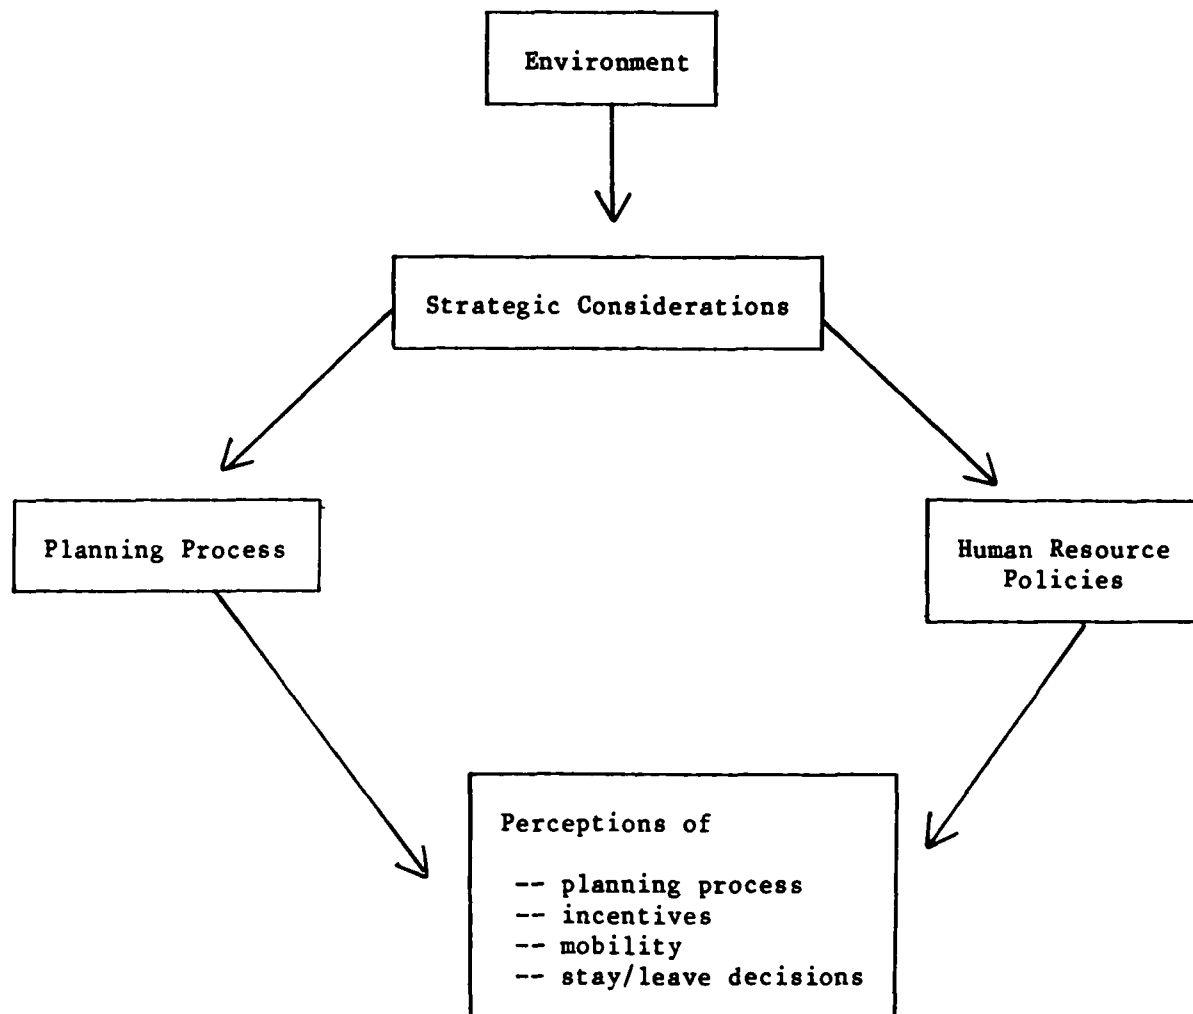 Environment
Strategic Considerations
Planning Process
Human Resource
Policies
Perceptions of
-- planning process
-- incentives
-- mobility
-- stay/leave decisions